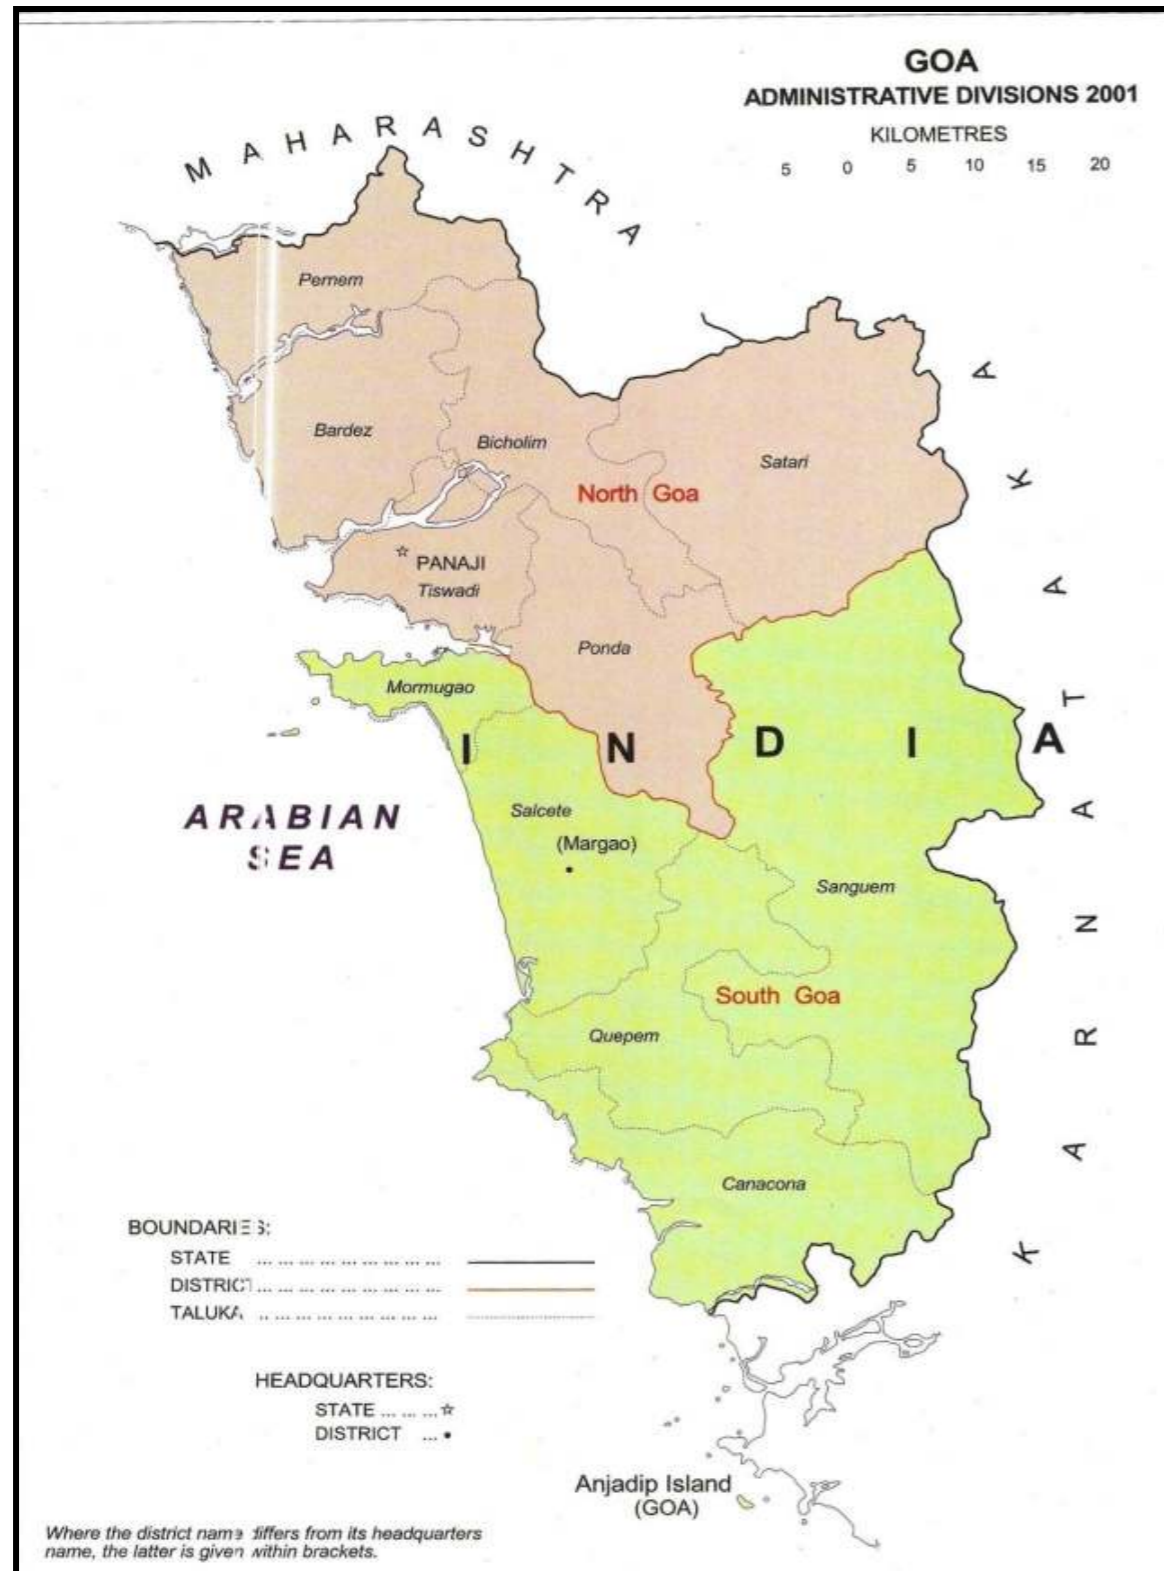 GOA
ADMINISTRATIVE DIVISIONS 2001
KILOMETRES
5 0 5 10 15 20
MAHARASHTRA
Pernem
Bardez
Bicholim
Satari
North Goa
PANAJI
Tiswadi
Ponda
Mormugao
INDIA
KARNATAKA
ARABIAN
SEA
Salcete
(Margao)
Sanguem
South Goa
Quepem
Canacona
BOUNDARIES:
STATE ... ... ... ... ... ... ... ... ...
DISTRICT ... ... ... ... ... ... ... ... ...
TALUKA .. ... ... ... ... ... ... ... ...
HEADQUARTERS:
STATE ... ... ... ☆
DISTRICT ... •
Anjadip Island
(GOA)
Where the district name differs from its headquarters
name, the latter is given within brackets.